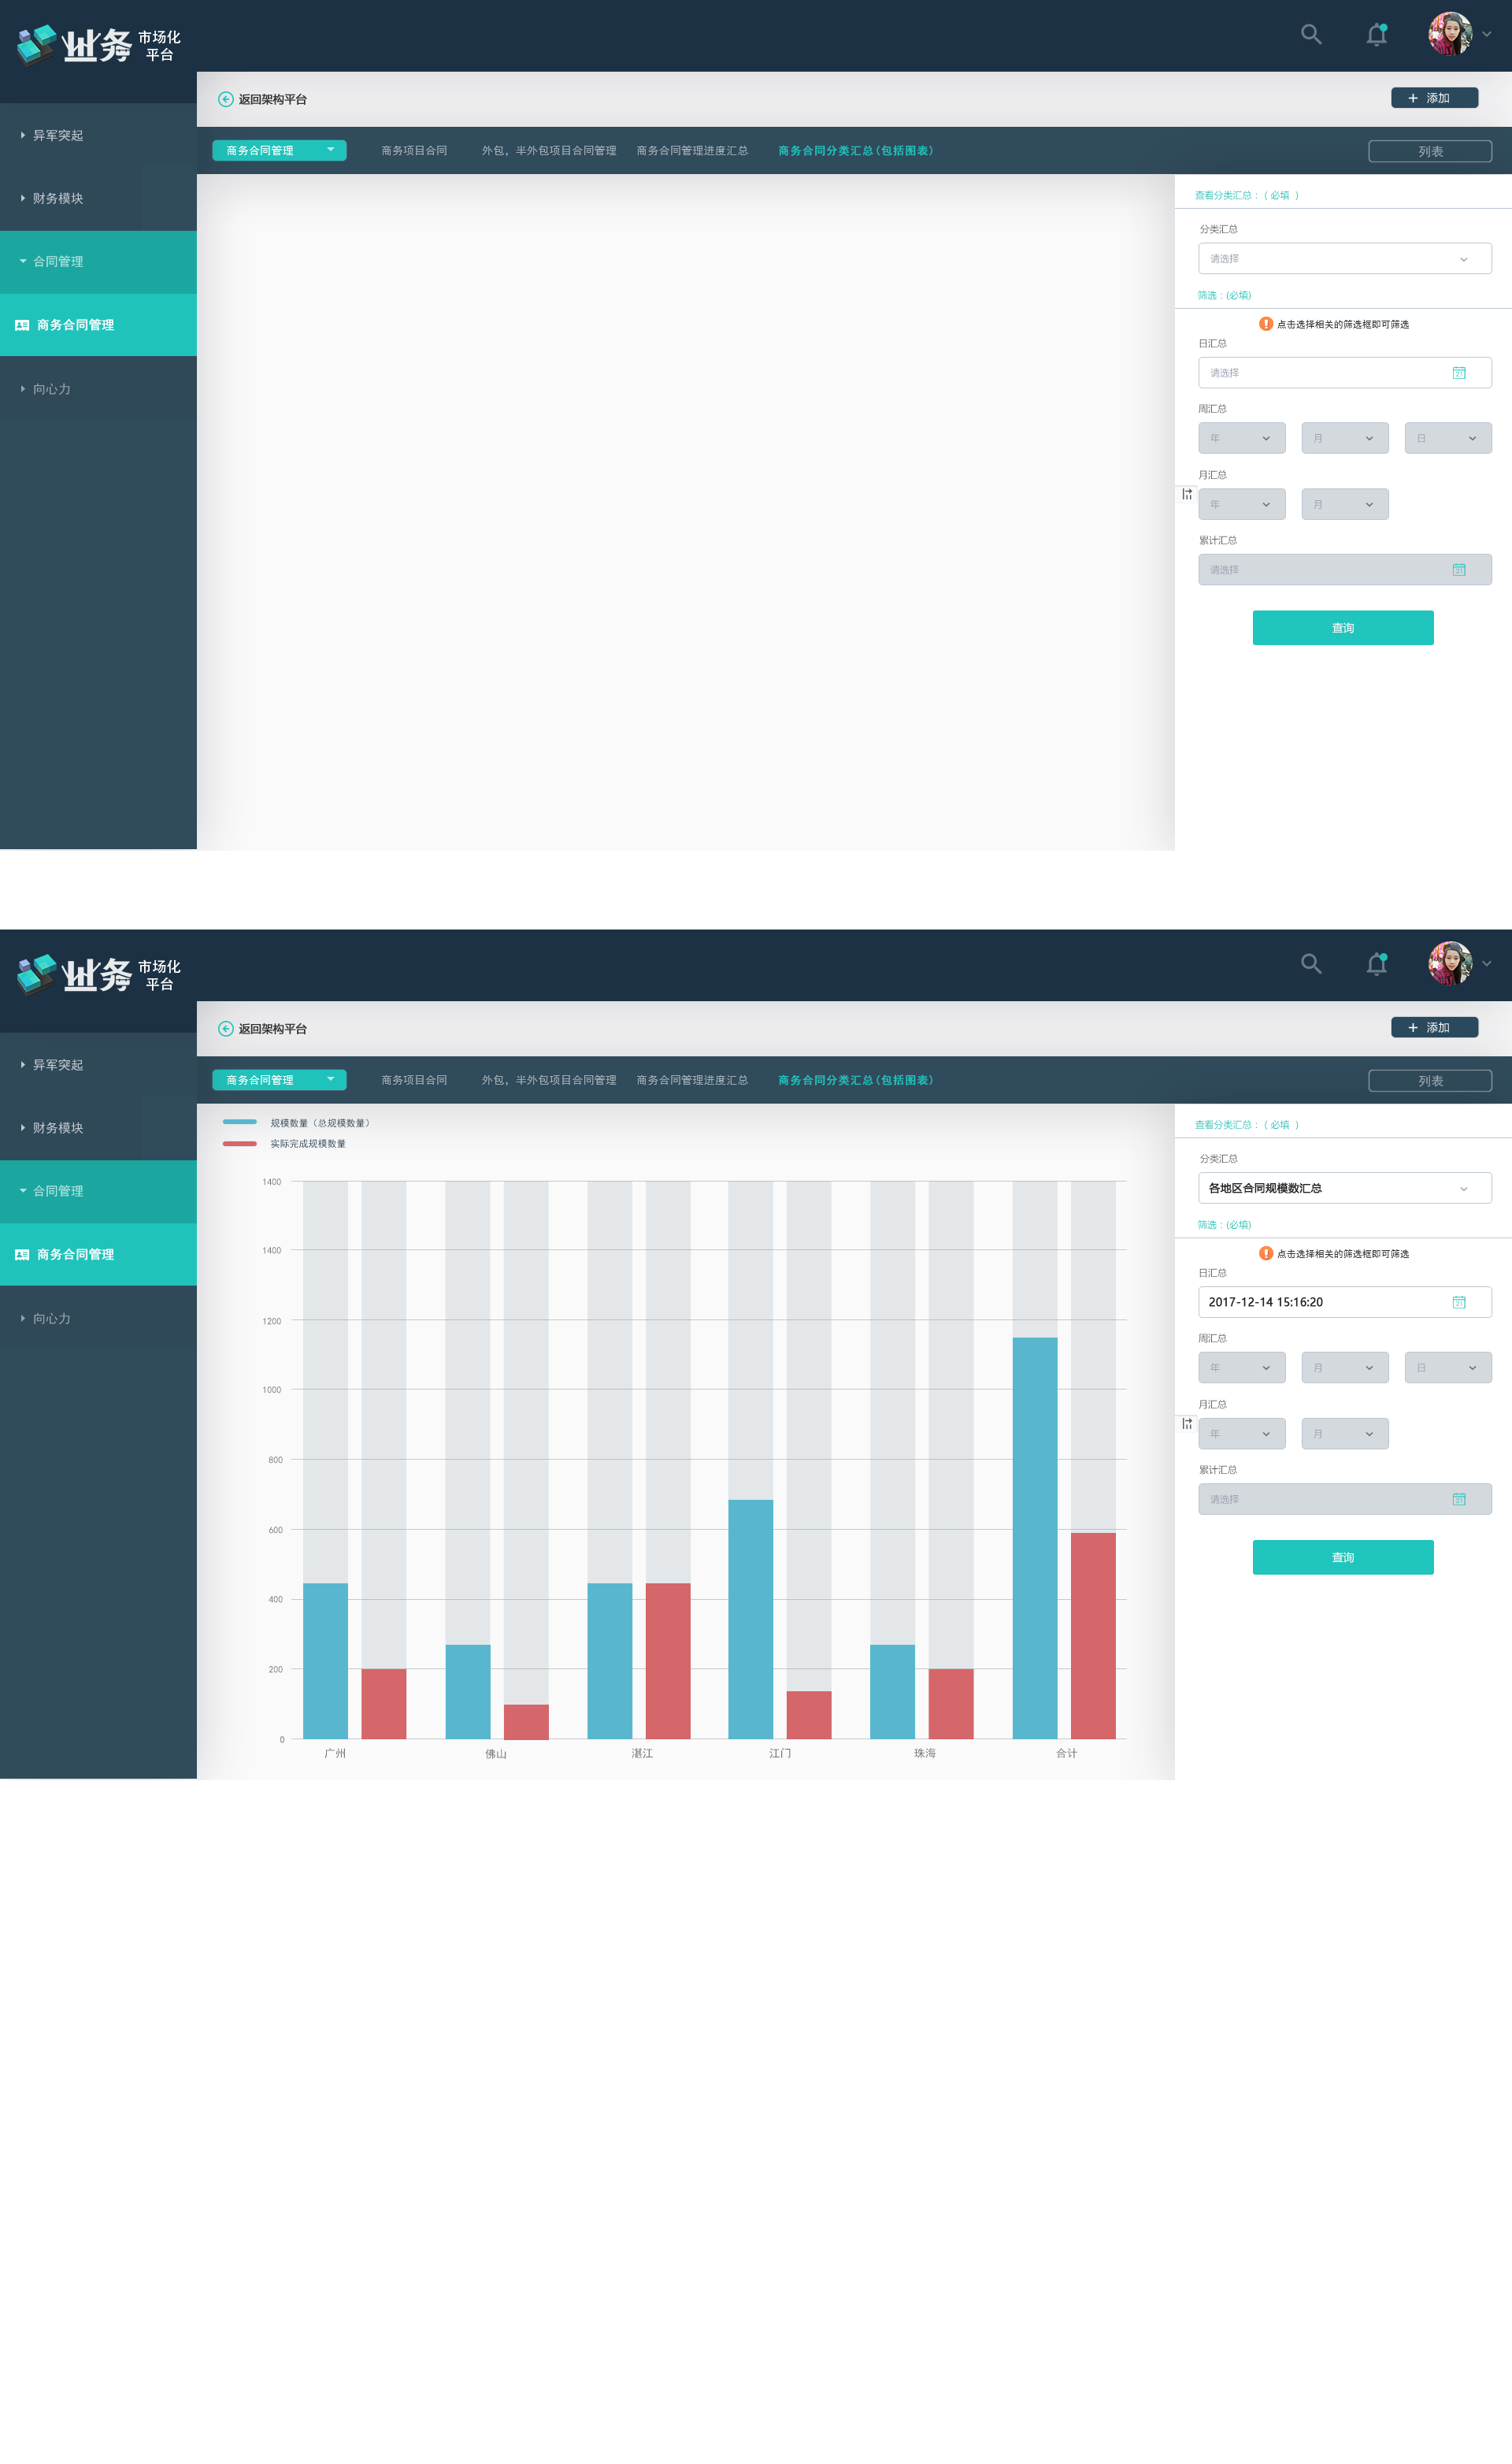 业务 市场化
平台
返回架构平台
+ 添加
异军突起
财务模块
合同管理
商务合同管理
向心力
商务合同管理 商务项目合同 外包，半外包项目合同管理 商务合同管理进度汇总 商务合同分类汇总（包括图表） 列表
查看分类汇总：（ 必填 ）
分类汇总
请选择
筛选：(必填)
点击选择相关的筛选框即可筛选
日汇总
请选择 21
周汇总
年 月 日
月汇总
年 月
累计汇总
请选择 21
查询
业务 市场化
平台
返回架构平台
+ 添加
异军突起
财务模块
合同管理
商务合同管理
向心力
商务合同管理 商务项目合同 外包，半外包项目合同管理 商务合同管理进度汇总 商务合同分类汇总（包括图表） 列表
规模数量（总规模数量）
实际完成规模数量
1400
1400
1200
1000
800
600
400
200
0
广州 佛山 湛江 江门 珠海 合计
查看分类汇总：（ 必填 ）
分类汇总
各地区合同规模数汇总
筛选：(必填)
点击选择相关的筛选框即可筛选
日汇总
2017-12-14 15:16:20 21
周汇总
年 月 日
月汇总
年 月
累计汇总
请选择 21
查询